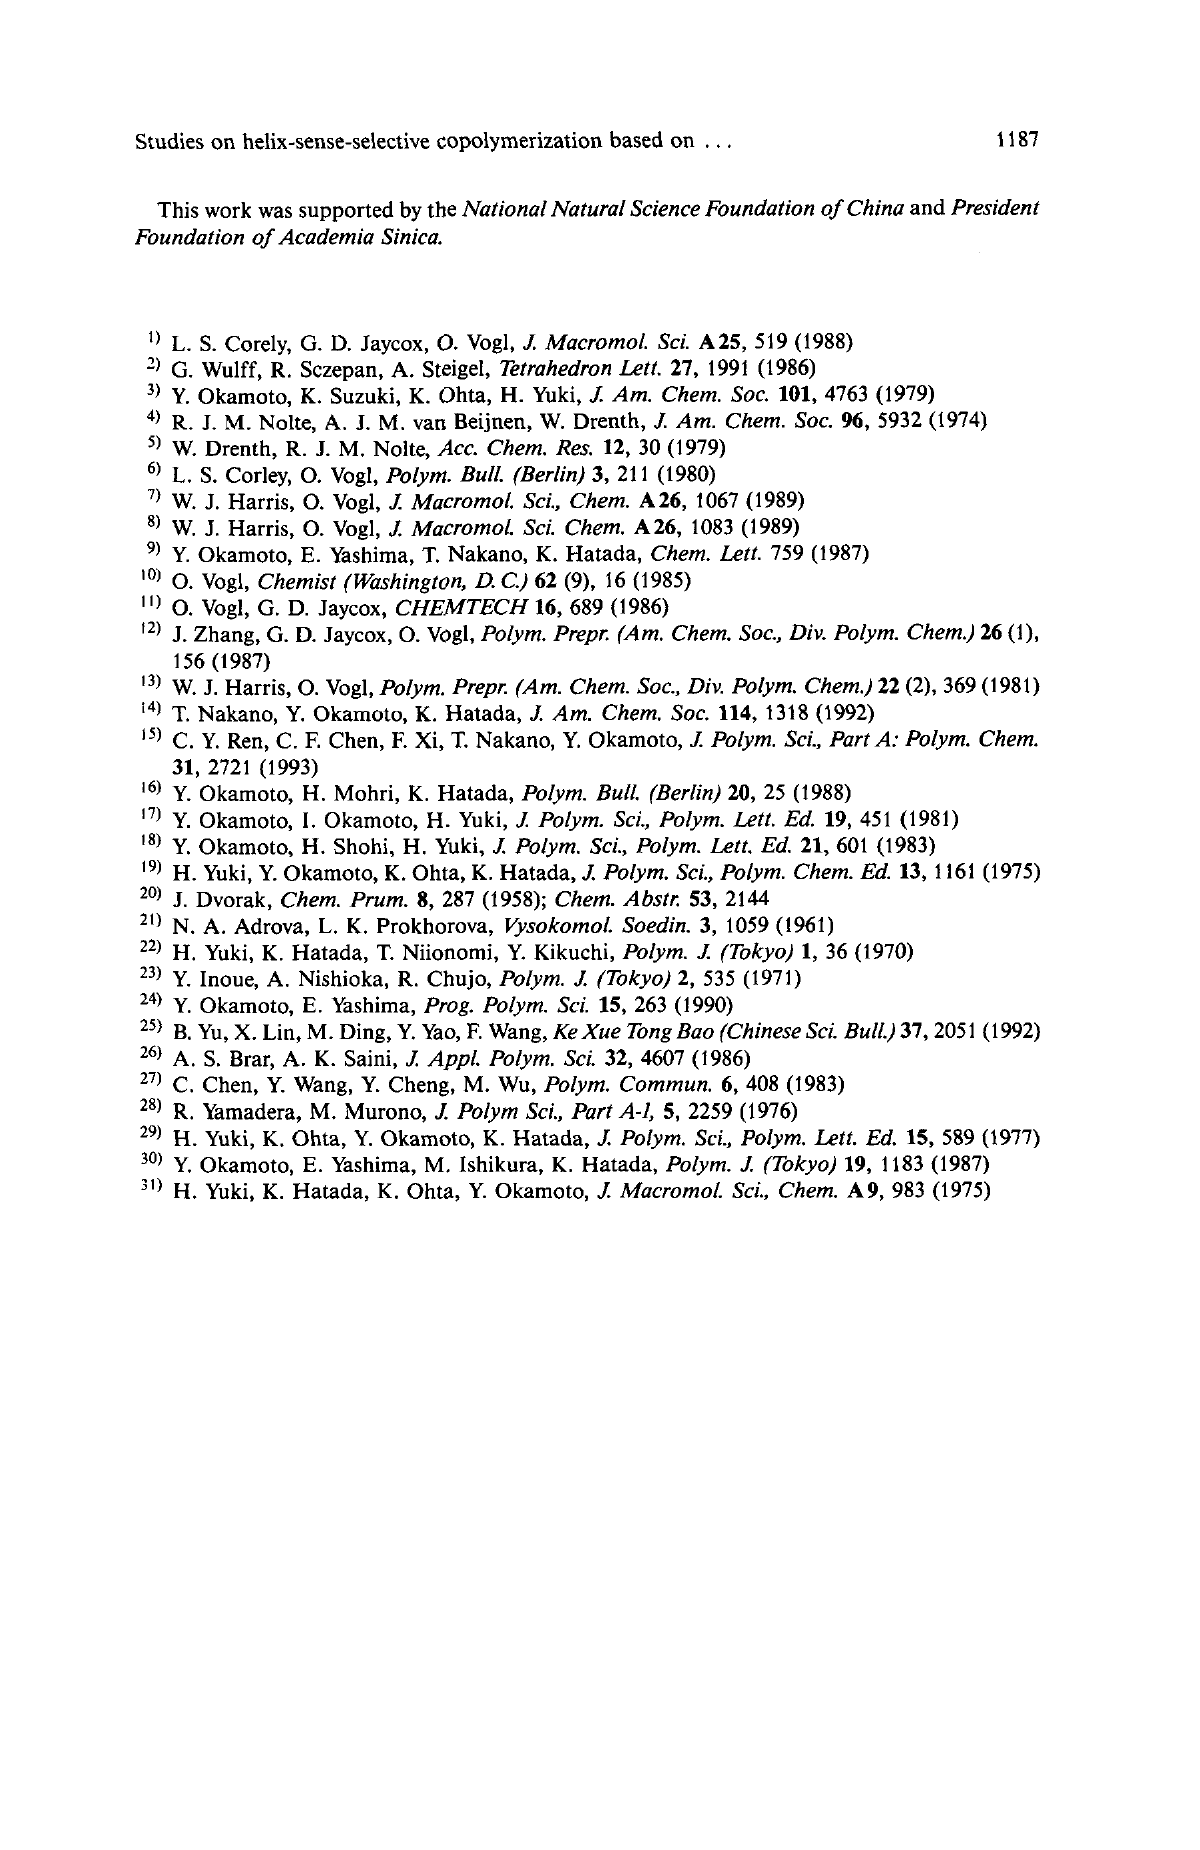 Studies on helix-sense-selective copolymerization based on ... 1187
This work was supported by the National Natural Science Foundation of China and President
Foundation of Academia Sinica.
1) L. S. Corely, G. D. Jaycox, O. Vogl, J. Macromol. Sci. A25, 519 (1988)
2) G. Wulff, R. Sczepan, A. Steigel, Tetrahedron Lett. 27, 1991 (1986)
3) Y. Okamoto, K. Suzuki, K. Ohta, H. Yuki, J. Am. Chem. Soc. 101, 4763 (1979)
4) R. J. M. Nolte, A. J. M. van Beijnen, W. Drenth, J. Am. Chem. Soc. 96, 5932 (1974)
5) W. Drenth, R. J. M. Nolte, Acc. Chem. Res. 12, 30 (1979)
6) L. S. Corley, O. Vogl, Polym. Bull. (Berlin) 3, 211 (1980)
7) W. J. Harris, O. Vogl, J. Macromol. Sci., Chem. A26, 1067 (1989)
8) W. J. Harris, O. Vogl, J. Macromol. Sci. Chem. A26, 1083 (1989)
9) Y. Okamoto, E. Yashima, T. Nakano, K. Hatada, Chem. Lett. 759 (1987)
10) O. Vogl, Chemist (Washington, D. C.) 62 (9), 16 (1985)
11) O. Vogl, G. D. Jaycox, CHEMTECH 16, 689 (1986)
12) J. Zhang, G. D. Jaycox, O. Vogl, Polym. Prepr. (Am. Chem. Soc., Div. Polym. Chem.) 26 (1),
156 (1987)
13) W. J. Harris, O. Vogl, Polym. Prepr. (Am. Chem. Soc., Div. Polym. Chem.) 22 (2), 369 (1981)
14) T. Nakano, Y. Okamoto, K. Hatada, J. Am. Chem. Soc. 114, 1318 (1992)
15) C. Y. Ren, C. F. Chen, F. Xi, T. Nakano, Y. Okamoto, J. Polym. Sci., Part A: Polym. Chem.
31, 2721 (1993)
16) Y. Okamoto, H. Mohri, K. Hatada, Polym. Bull. (Berlin) 20, 25 (1988)
17) Y. Okamoto, I. Okamoto, H. Yuki, J. Polym. Sci., Polym. Lett. Ed. 19, 451 (1981)
18) Y. Okamoto, H. Shohi, H. Yuki, J. Polym. Sci., Polym. Lett. Ed. 21, 601 (1983)
19) H. Yuki, Y. Okamoto, K. Ohta, K. Hatada, J. Polym. Sci., Polym. Chem. Ed. 13, 1161 (1975)
20) J. Dvorak, Chem. Prum. 8, 287 (1958); Chem. Abstr. 53, 2144
21) N. A. Adrova, L. K. Prokhorova, Vysokomol. Soedin. 3, 1059 (1961)
22) H. Yuki, K. Hatada, T. Niionomi, Y. Kikuchi, Polym. J. (Tokyo) 1, 36 (1970)
23) Y. Inoue, A. Nishioka, R. Chujo, Polym. J. (Tokyo) 2, 535 (1971)
24) Y. Okamoto, E. Yashima, Prog. Polym. Sci. 15, 263 (1990)
25) B. Yu, X. Lin, M. Ding, Y. Yao, F. Wang, Ke Xue Tong Bao (Chinese Sci. Bull.) 37, 2051 (1992)
26) A. S. Brar, A. K. Saini, J. Appl. Polym. Sci. 32, 4607 (1986)
27) C. Chen, Y. Wang, Y. Cheng, M. Wu, Polym. Commun. 6, 408 (1983)
28) R. Yamadera, M. Murono, J. Polym Sci., Part A-1, 5, 2259 (1976)
29) H. Yuki, K. Ohta, Y. Okamoto, K. Hatada, J. Polym. Sci., Polym. Lett. Ed. 15, 589 (1977)
30) Y. Okamoto, E. Yashima, M. Ishikura, K. Hatada, Polym. J. (Tokyo) 19, 1183 (1987)
31) H. Yuki, K. Hatada, K. Ohta, Y. Okamoto, J. Macromol. Sci., Chem. A9, 983 (1975)